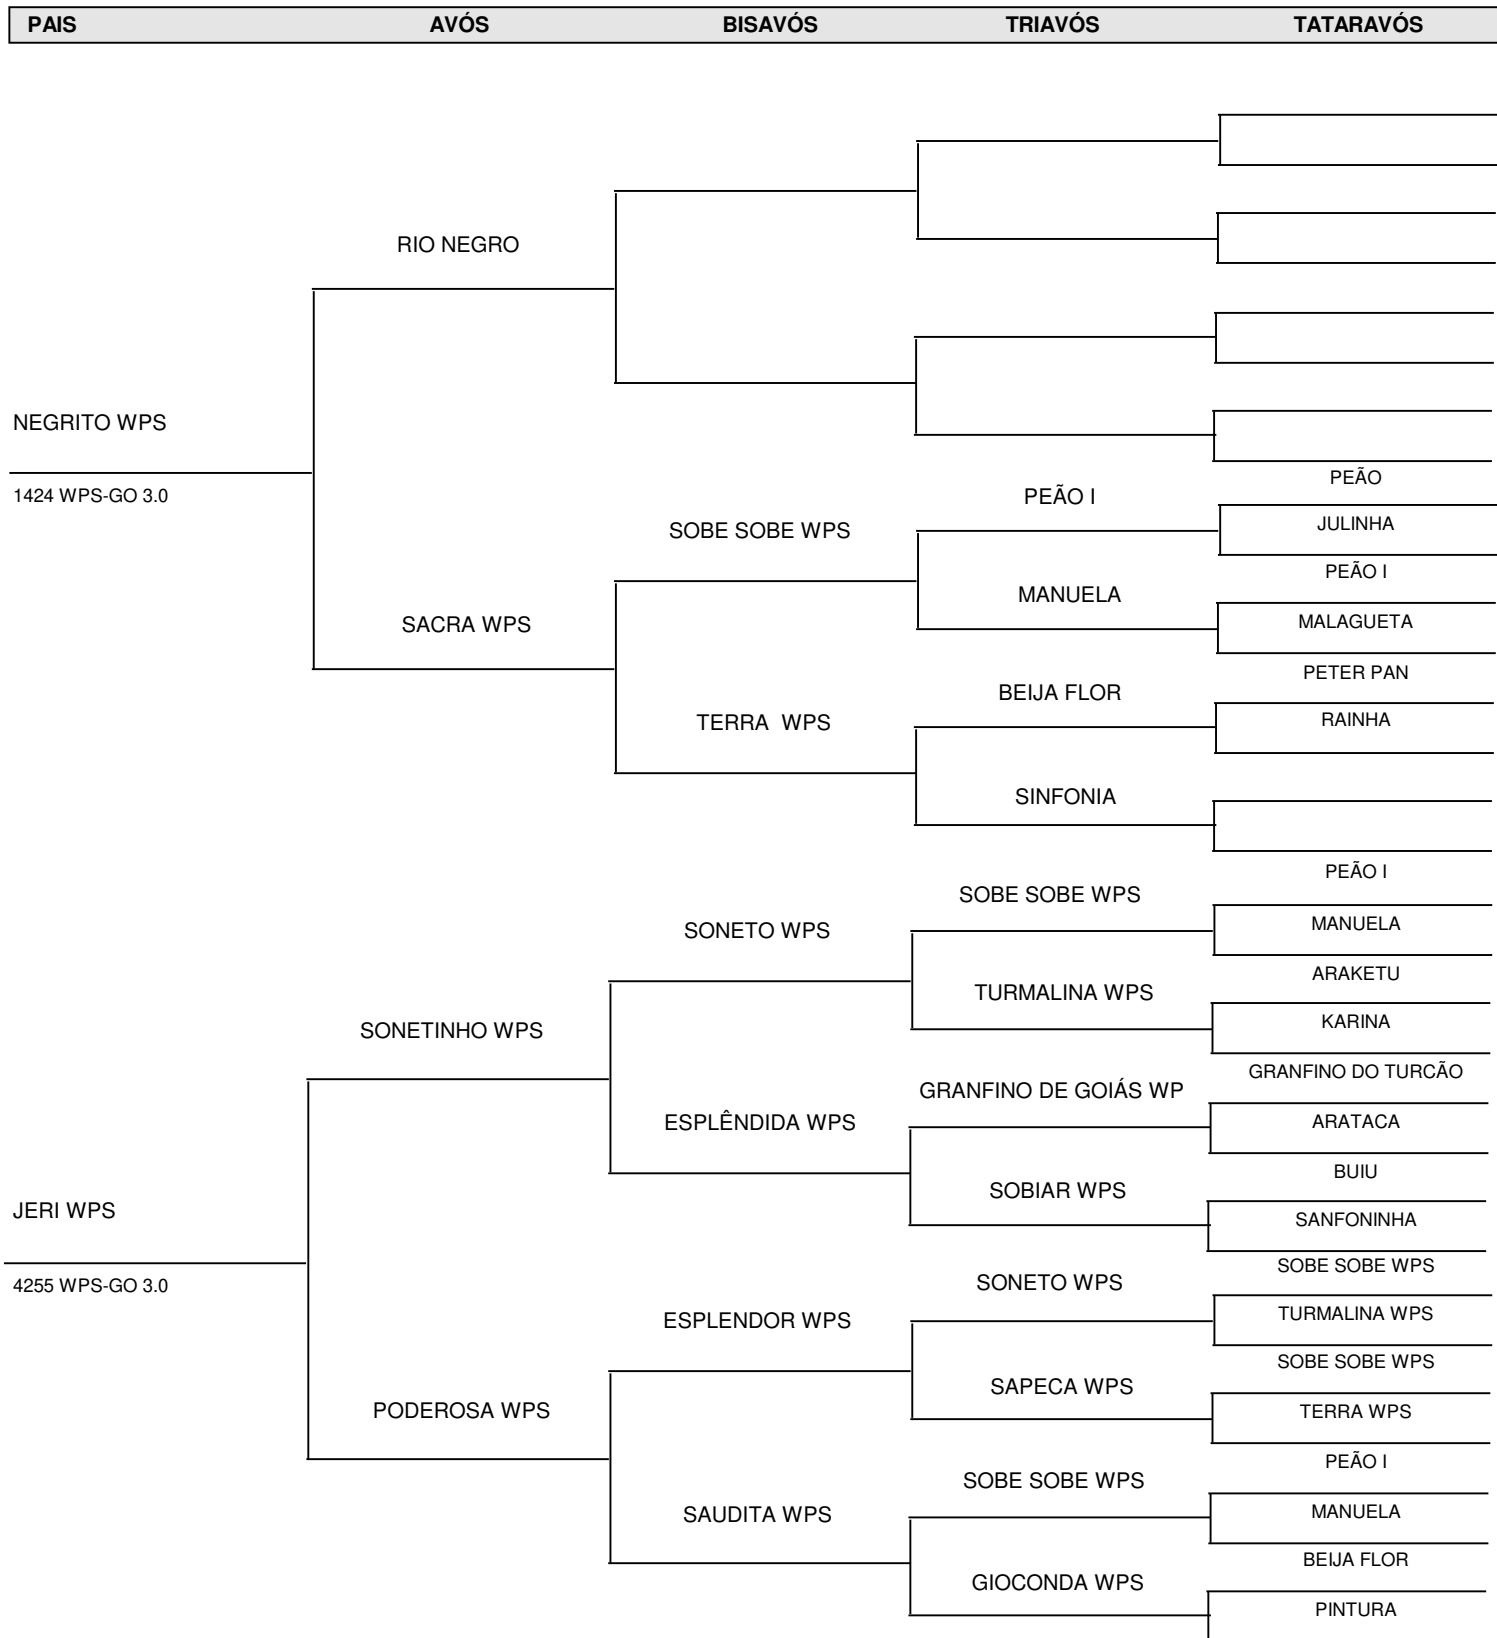 PAIS AVÓS BISAVÓS TRIAVÓS TATARAVÓS
RIO NEGRO
NEGRITO WPS
1424 WPS-GO 3.0
PEÃO
PEÃO I
JULINHA
SOBE SOBE WPS
PEÃO I
MANUELA
MALAGUETA
SACRA WPS
PETER PAN
BEIJA FLOR
RAINHA
TERRA WPS
SINFONIA
PEÃO I
SOBE SOBE WPS
MANUELA
SONETO WPS
ARAKETU
TURMALINA WPS
KARINA
SONETINHO WPS
GRANFINO DO TURCÃO
GRANFINO DE GOIÁS WP
ARATACA
ESPLÊNDIDA WPS
BUIU
SOBIAR WPS
SANFONINHA
JERI WPS
4255 WPS-GO 3.0
SOBE SOBE WPS
SONETO WPS
TURMALINA WPS
ESPLENDOR WPS
SOBE SOBE WPS
SAPECA WPS
TERRA WPS
PODEROSA WPS
PEÃO I
SOBE SOBE WPS
MANUELA
SAUDITA WPS
BEIJA FLOR
GIOCONDA WPS
PINTURA